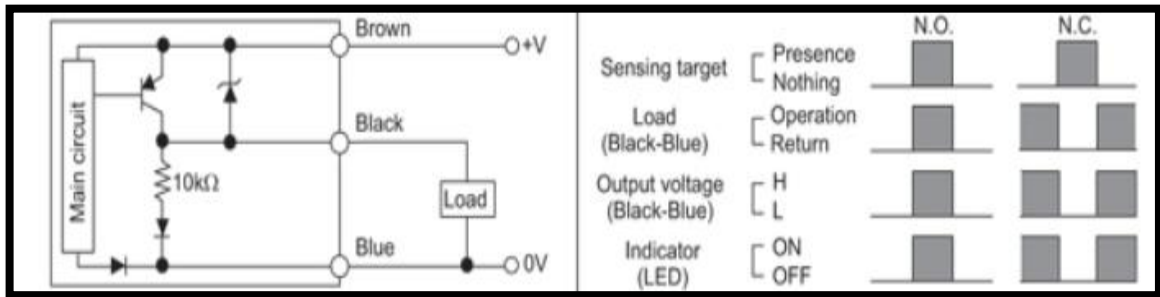 Brown
+V
Main circuit
Black
10kΩ
Load
Blue
0V
N.O. N.C.
Sensing target Presence
Nothing
Load
(Black-Blue) Operation
Return
Output voltage
(Black-Blue) H
L
Indicator
(LED) ON
OFF